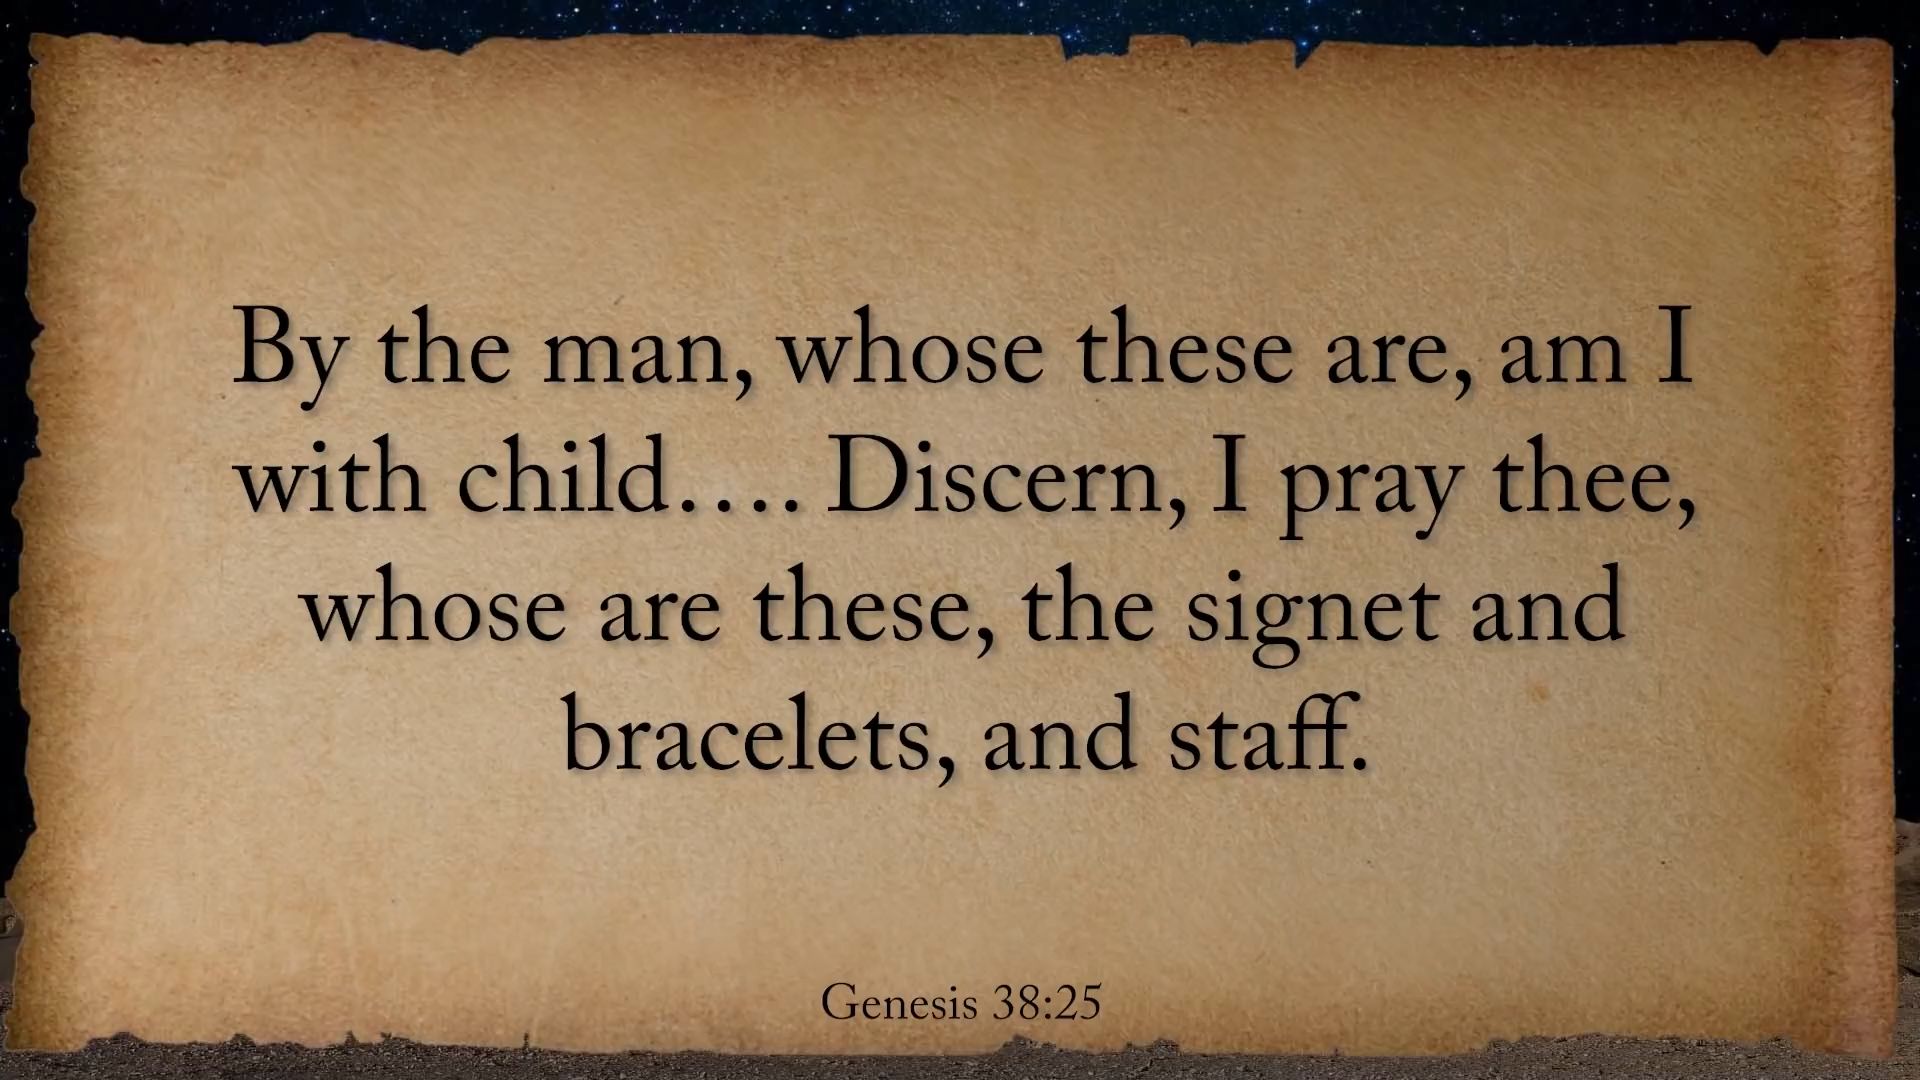 By the man, whose these are, am I
with child…. Discern, I pray thee,
whose are these, the signet and
bracelets, and staff.
Genesis 38:25